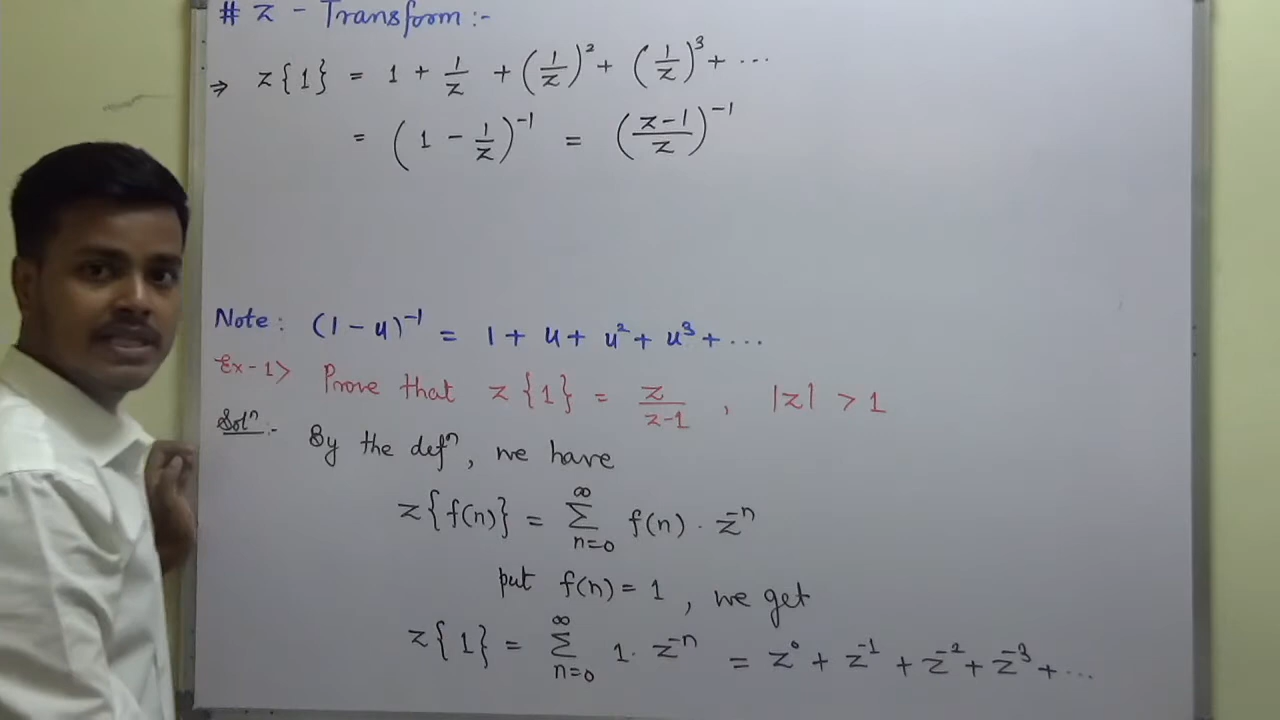 # Z - Transform :-
⇒ z{1} = 1 + 1/z + (1/z)² + (1/z)³ + ...
= (1 - 1/z)⁻¹ = ((z-1)/z)⁻¹
Note: (1 - u)⁻¹ = 1 + u + u² + u³ + ...
Ex-1> Prove that z{1} = z/(z-1) , |z| > 1
Solⁿ:- By the defⁿ, we have
z{f(n)} = ∑_{n=0}^{∞} f(n) · z⁻ⁿ
put f(n) = 1 , we get
z{1} = ∑_{n=0}^{∞} 1 · z⁻ⁿ = z⁰ + z⁻¹ + z⁻² + z⁻³ + ...